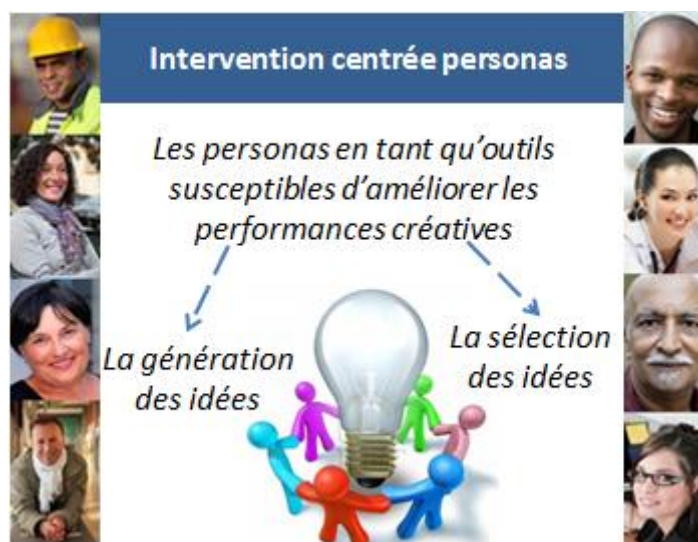 Intervention centrée personas
Les personas en tant qu'outils
susceptibles d'améliorer les
performances créatives
La génération
des idées
La sélection
des idées